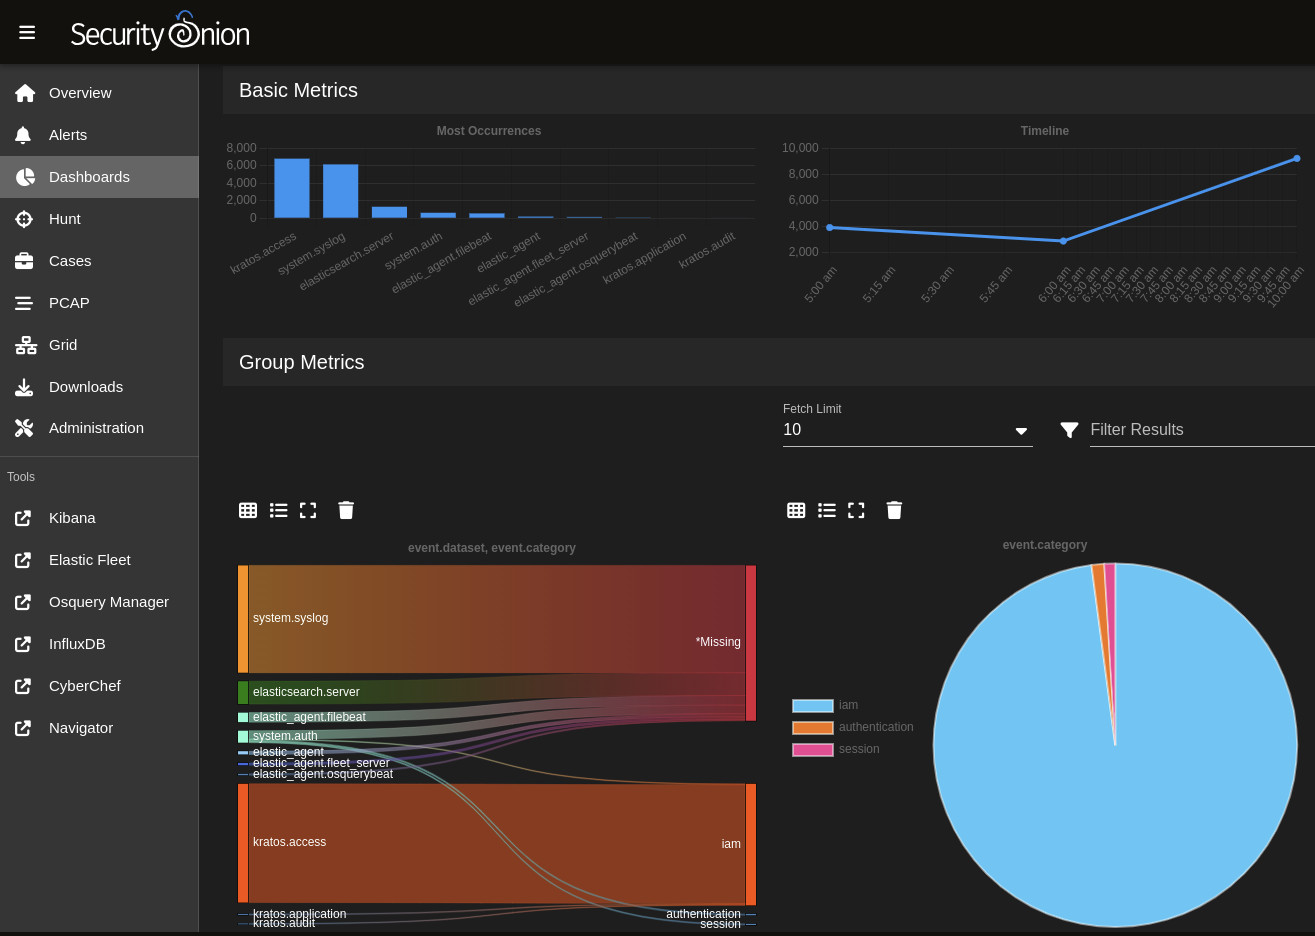 Security Onion
Overview
Alerts
Dashboards
Hunt
Cases
PCAP
Grid
Downloads
Administration
Tools
Kibana
Elastic Fleet
Osquery Manager
InfluxDB
CyberChef
Navigator
Basic Metrics
Most Occurrences
8,000
6,000
4,000
2,000
0
kratos.access
system.syslog
elasticsearch.server
system.auth
elastic_agent.filebeat
elastic_agent
elastic_agent.fleet_server
elastic_agent.osquerybeat
kratos.application
kratos.audit
Timeline
10,000
8,000
6,000
4,000
2,000
5:00 am
5:15 am
5:30 am
5:45 am
6:00 am
6:15 am
6:30 am
6:45 am
7:00 am
7:15 am
7:30 am
7:45 am
8:00 am
8:15 am
8:30 am
8:45 am
9:00 am
9:15 am
9:30 am
9:45 am
10:00 am
Group Metrics
Fetch Limit
10
Filter Results
event.dataset, event.category
system.syslog
*Missing
elasticsearch.server
elastic_agent.filebeat
system.auth
elastic_agent
elastic_agent.fleet_server
elastic_agent.osquerybeat
kratos.access
iam
kratos.application
authentication
kratos.audit
session
event.category
iam
authentication
session